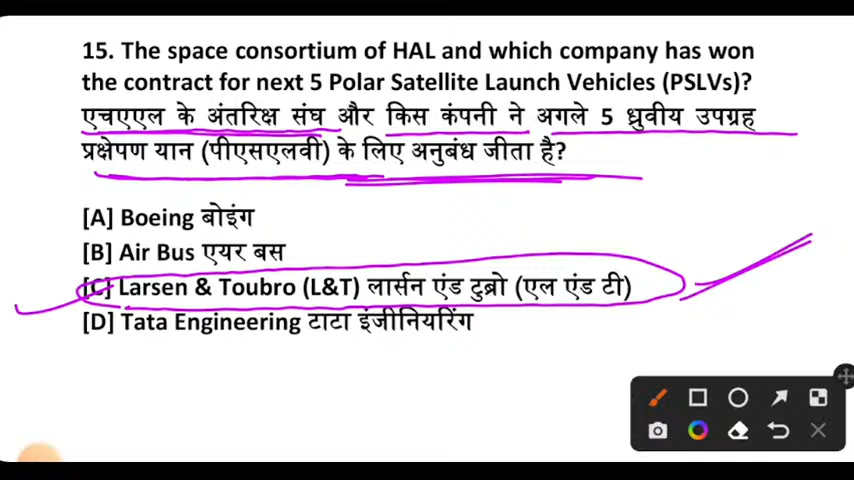 15. The space consortium of HAL and which company has won
the contract for next 5 Polar Satellite Launch Vehicles (PSLVs)?
एचएएल के अंतरिक्ष संघ और किस कंपनी ने अगले 5 ध्रुवीय उपग्रह
प्रक्षेपण यान (पीएसएलवी) के लिए अनुबंध जीता है?
[A] Boeing बोइंग
[B] Air Bus एयर बस
[C] Larsen & Toubro (L&T) लार्सन एंड टुब्रो (एल एंड टी)
[D] Tata Engineering टाटा इंजीनियरिंग